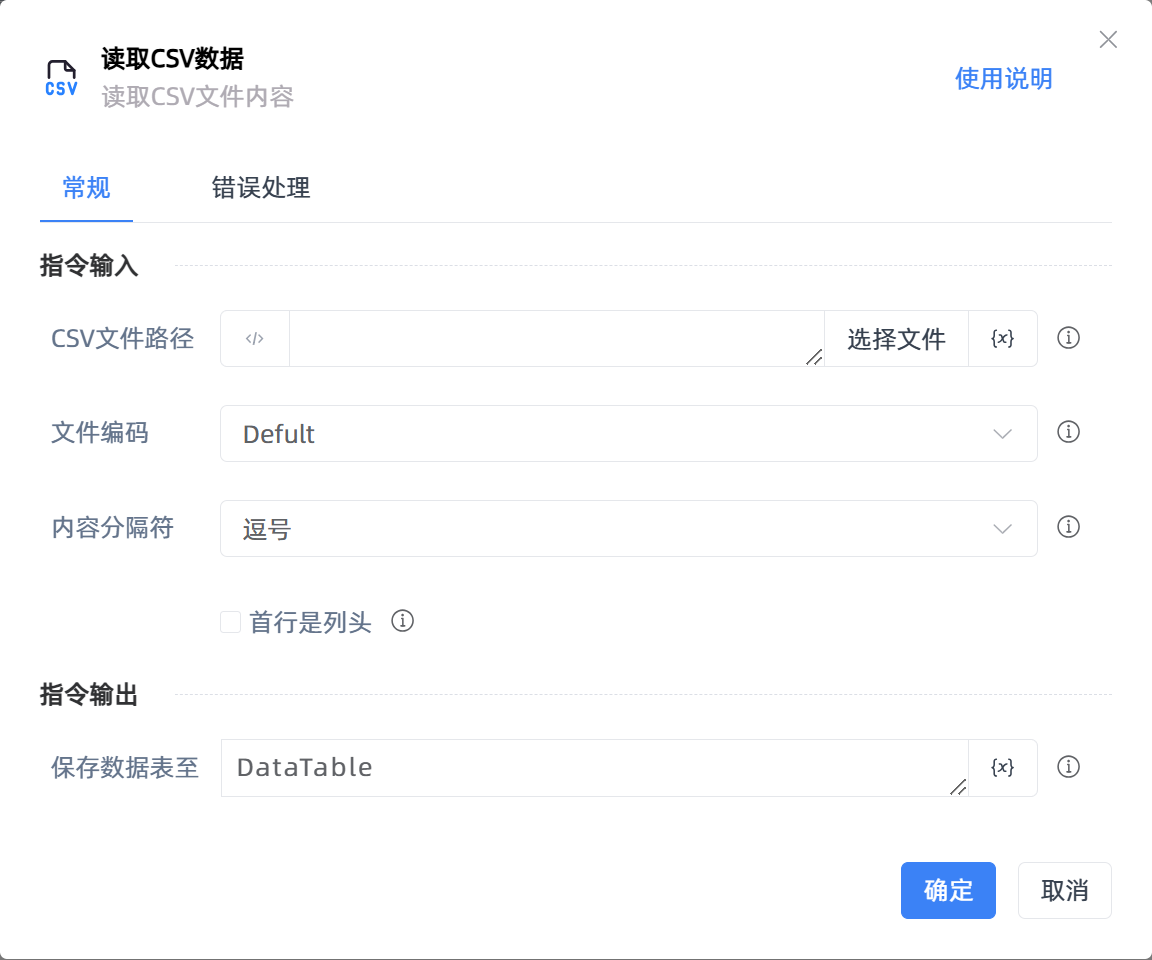 读取CSV数据
CSV
读取CSV文件内容
使用说明
常规
错误处理
指令输入
CSV文件路径
</>
选择文件
{x}
文件编码
Defult
内容分隔符
逗号
首行是列头
指令输出
保存数据表至
DataTable
{x}
确定
取消